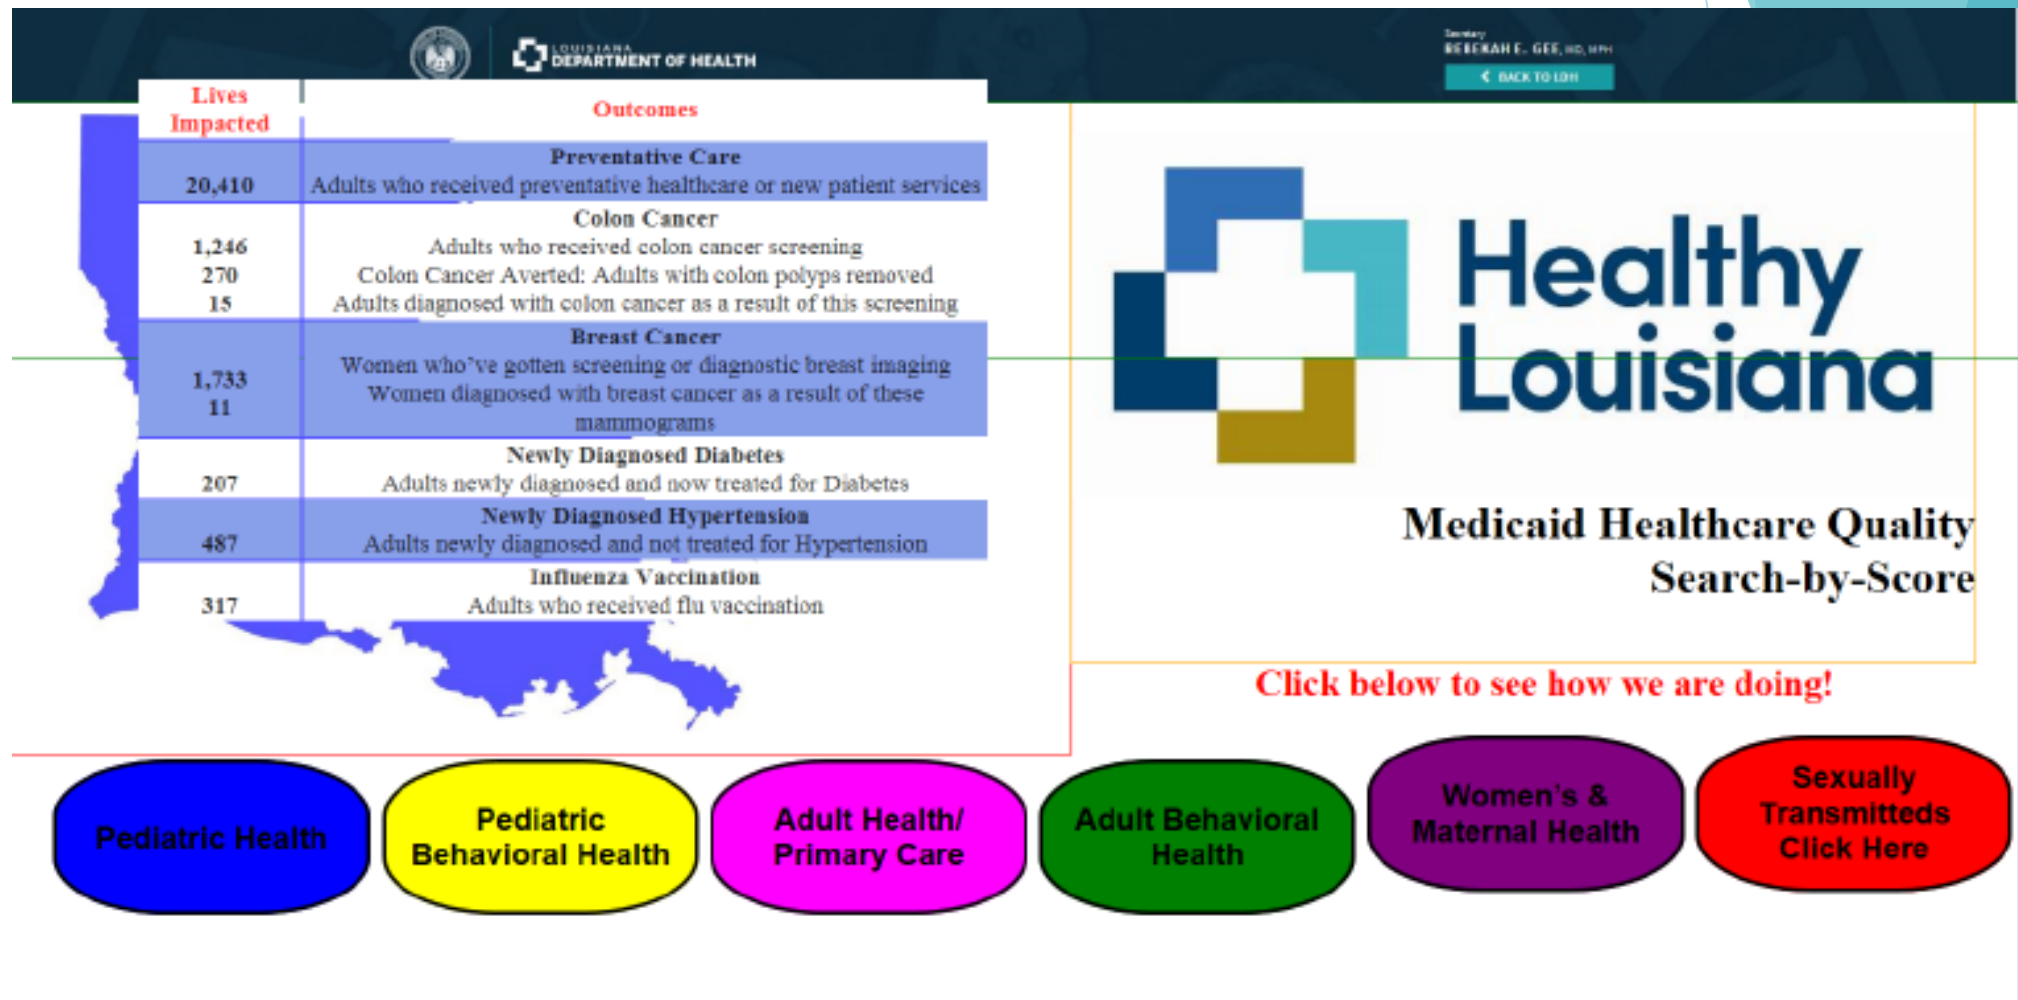 LOUISIANA
DEPARTMENT OF HEALTH
Secretary
REBEKAH E. GEE, MD, MPH
BACK TO LDH
Lives
Impacted
Outcomes
Preventative Care
20,410 Adults who received preventative healthcare or new patient services
Colon Cancer
1,246 Adults who received colon cancer screening
270 Colon Cancer Averted: Adults with colon polyps removed
15 Adults diagnosed with colon cancer as a result of this screening
Breast Cancer
1,733 Women who've gotten screening or diagnostic breast imaging
11 Women diagnosed with breast cancer as a result of these
mammograms
Newly Diagnosed Diabetes
207 Adults newly diagnosed and now treated for Diabetes
Newly Diagnosed Hypertension
487 Adults newly diagnosed and not treated for Hypertension
Influenza Vaccination
317 Adults who received flu vaccination
Healthy
Louisiana
Medicaid Healthcare Quality
Search-by-Score
Click below to see how we are doing!
Pediatric Health
Pediatric
Behavioral Health
Adult Health/
Primary Care
Adult Behavioral
Health
Women's &
Maternal Health
Sexually
Transmitteds
Click Here